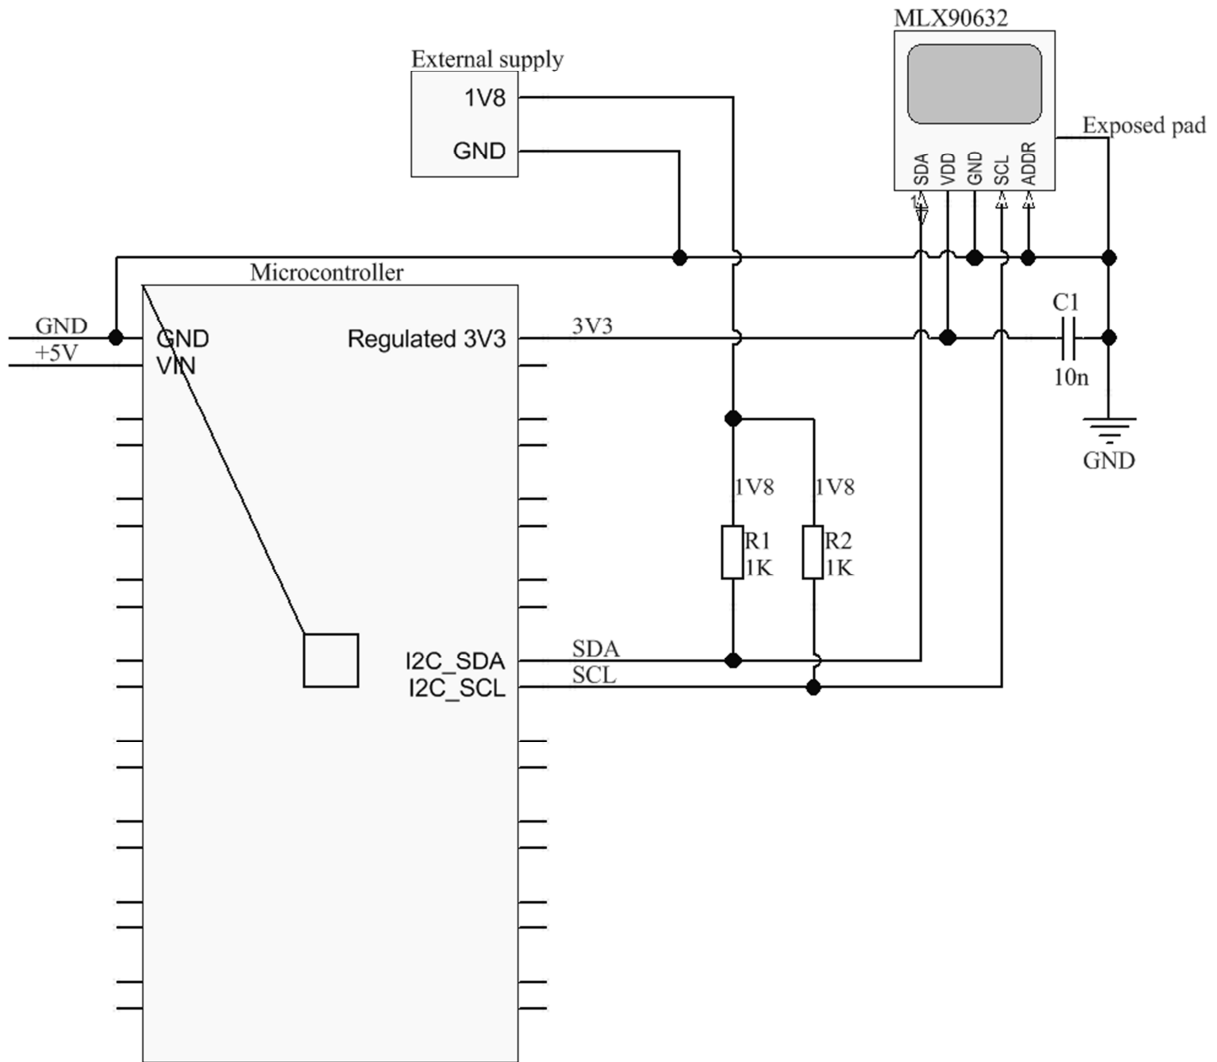 MLX90632
External supply
1V8
GND
Exposed pad
SDA
VDD
GND
SCL
ADDR
1
Microcontroller
C1
GND
GND
Regulated 3V3
3V3
+5V
VIN
10n
GND
1V8
1V8
R1
R2
1K
1K
I2C_SDA
SDA
I2C_SCL
SCL